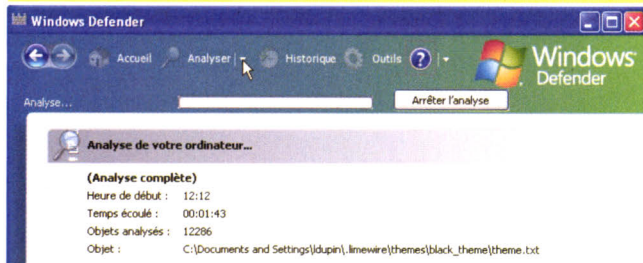 Windows Defender
Accueil Analyser Historique Outils ? Windows Defender
Analyse... Arrêter l'analyse
Analyse de votre ordinateur...
(Analyse complète)
Heure de début : 12:12
Temps écoulé : 00:01:43
Objets analysés : 12286
Objet : C:\Documents and Settings\ldupin\.limewire\themes\black_theme\theme.txt